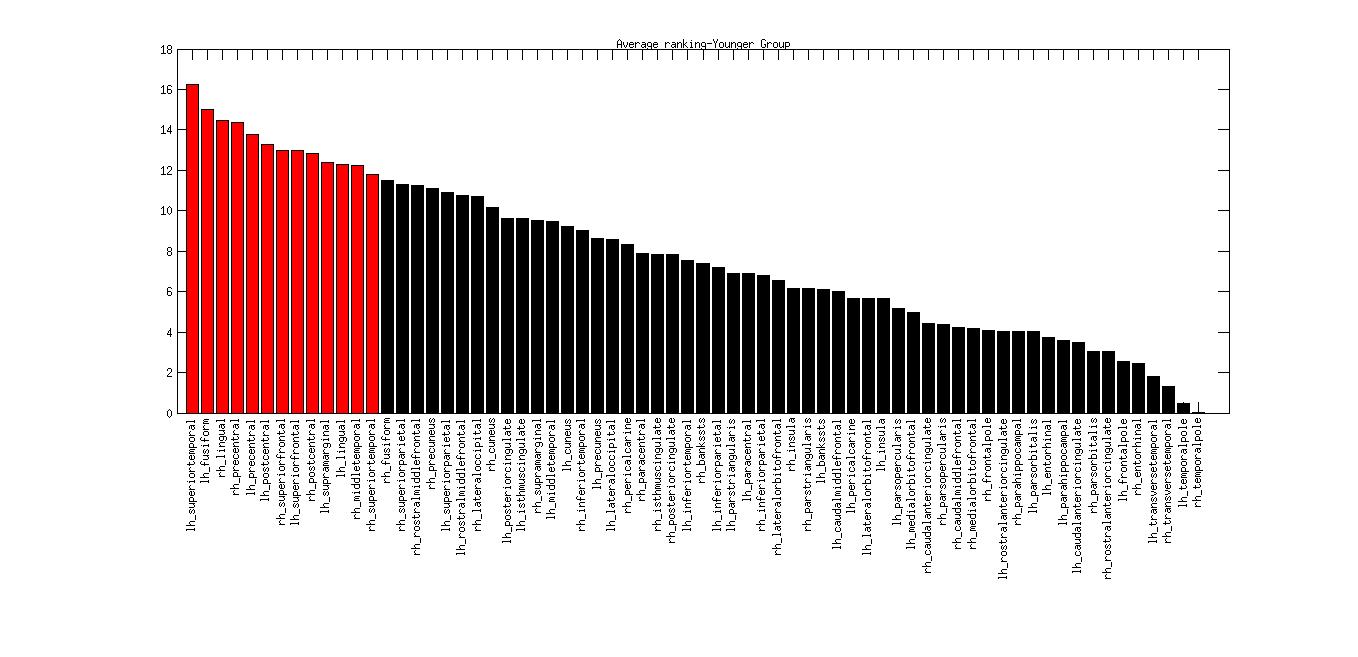 Average ranking-Younger Group
18
16
14
12
10
8
6
4
2
0
lh_superiortemporal
lh_fusiform
rh_lingual
rh_precentral
lh_precentral
lh_postcentral
rh_superiorfrontal
lh_superiorfrontal
rh_postcentral
lh_supramarginal
lh_lingual
rh_middletemporal
rh_superiortemporal
rh_fusiform
rh_superiorparietal
rh_rostralmiddlefrontal
rh_precuneus
lh_superiorparietal
lh_rostralmiddlefrontal
rh_lateraloccipital
rh_cuneus
lh_posteriorcingulate
lh_isthmuscingulate
rh_supramarginal
lh_middletemporal
lh_cuneus
rh_inferiortemporal
lh_precuneus
lh_lateraloccipital
rh_pericalcarine
rh_paracentral
rh_isthmuscingulate
rh_posteriorcingulate
lh_inferiortemporal
rh_bankssts
lh_inferiorparietal
lh_parstriangularis
lh_paracentral
rh_inferiorparietal
rh_lateralorbitofrontal
rh_insula
rh_parstriangularis
lh_bankssts
lh_caudalmiddlefrontal
lh_pericalcarine
lh_lateralorbitofrontal
lh_insula
lh_parsopercularis
lh_medialorbitofrontal
rh_caudalanteriorcingulate
rh_parsopercularis
rh_caudalmiddlefrontal
rh_medialorbitofrontal
rh_frontalpole
lh_rostralanteriorcingulate
rh_parahippocampal
lh_parsorbitalis
lh_entorhinal
lh_parahippocampal
lh_caudalanteriorcingulate
rh_parsorbitalis
rh_rostralanteriorcingulate
lh_frontalpole
rh_entorhinal
lh_transversetemporal
rh_transversetemporal
lh_temporalpole
rh_temporalpole